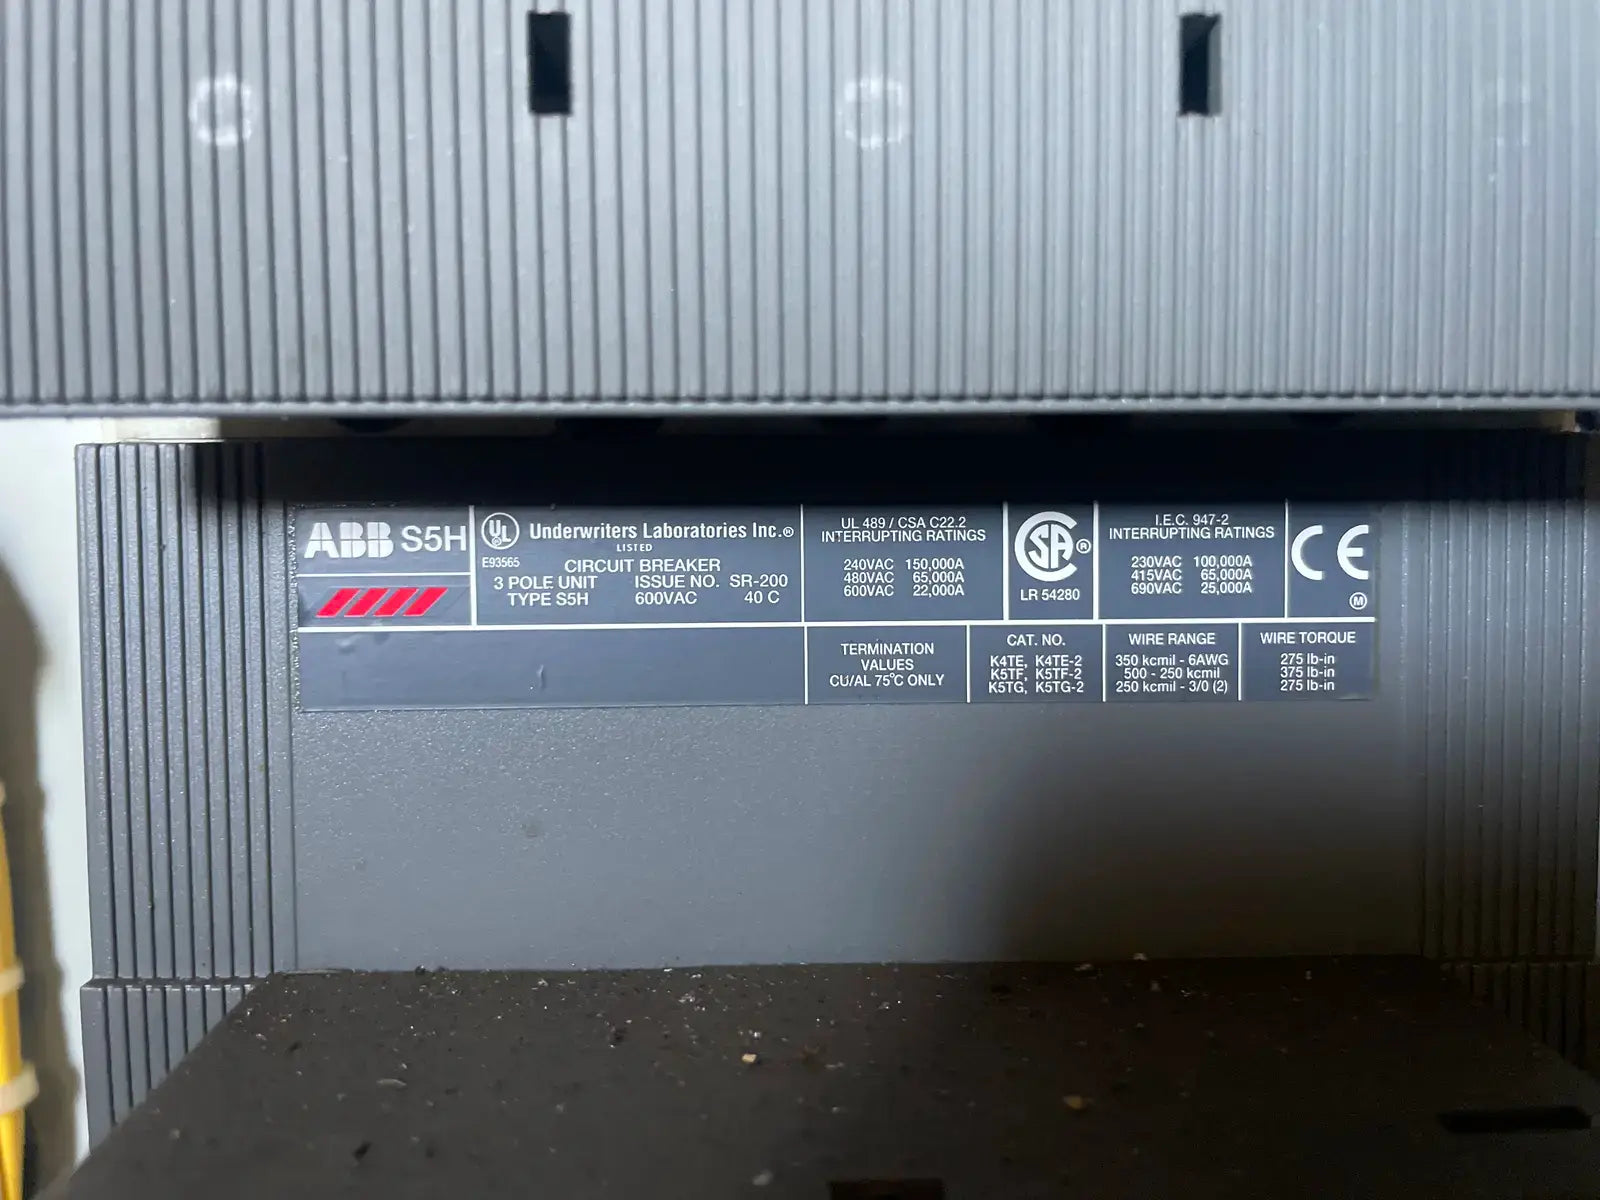 ABB S5H
UL
®
E93565
Underwriters Laboratories Inc.®
LISTED
CIRCUIT BREAKER
3 POLE UNIT ISSUE NO. SR-200
TYPE S5H 600VAC 40 C
UL 489 / CSA C22.2
INTERRUPTING RATINGS
240VAC 150,000A
480VAC 65,000A
600VAC 22,000A
SA ®
LR 54280
I.E.C. 947-2
INTERRUPTING RATINGS
230VAC 100,000A
415VAC 65,000A
690VAC 25,000A
CE
M
TERMINATION
VALUES
CU/AL 75°C ONLY
CAT. NO.
K4TE, K4TE-2
K5TF, K5TF-2
K5TG, K5TG-2
WIRE RANGE
350 kcmil - 6AWG
500 - 250 kcmil
250 kcmil - 3/0 (2)
WIRE TORQUE
275 lb-in
375 lb-in
275 lb-in